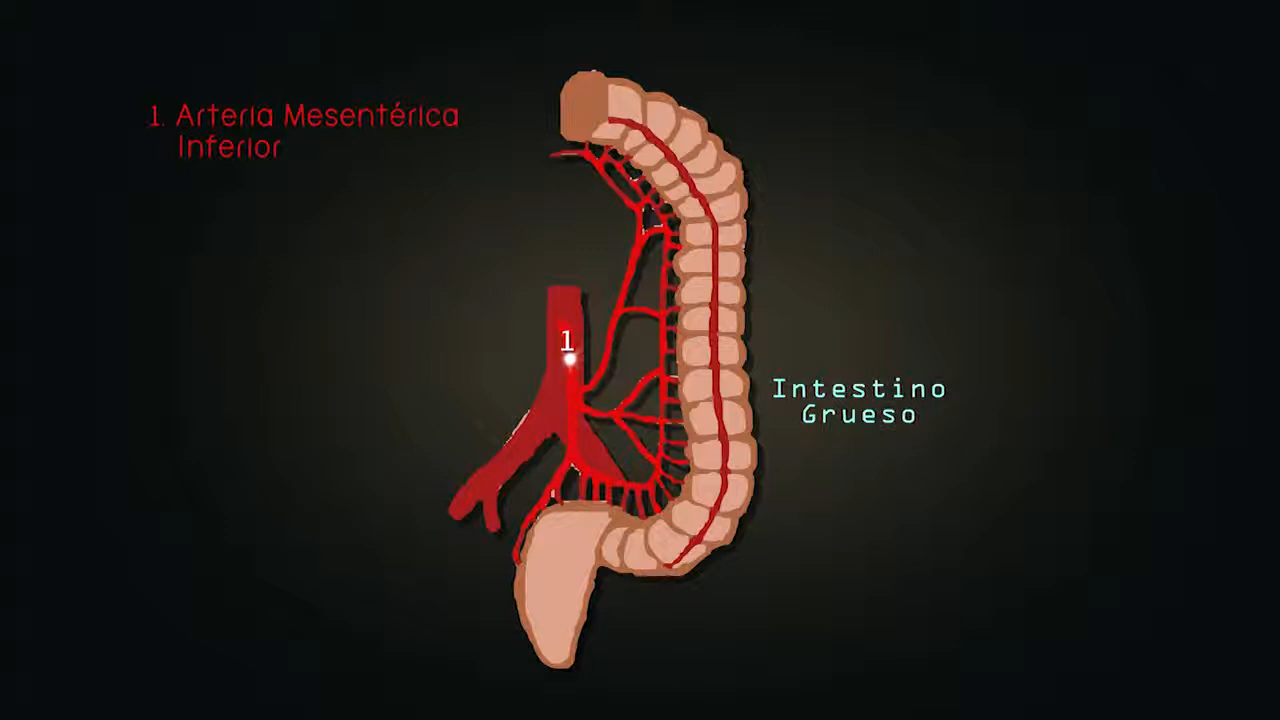 1. Arteria Mesentérica
Inferior
1
Intestino
Grueso